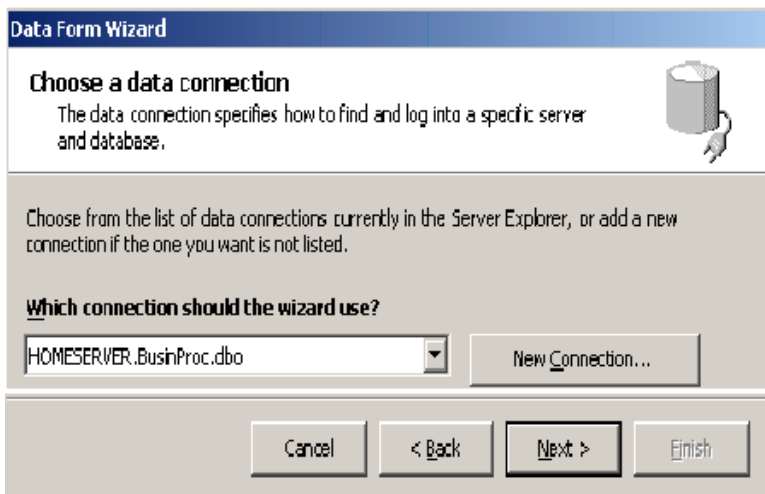 Data Form Wizard
Choose a data connection
The data connection specifies how to find and log into a specific server
and database.
Choose from the list of data connections currently in the Server Explorer, or add a new
connection if the one you want is not listed.
Which connection should the wizard use?
HOMESERVER.BusinProc.dbo
New Connection...
Cancel
< Back
Next >
Finish